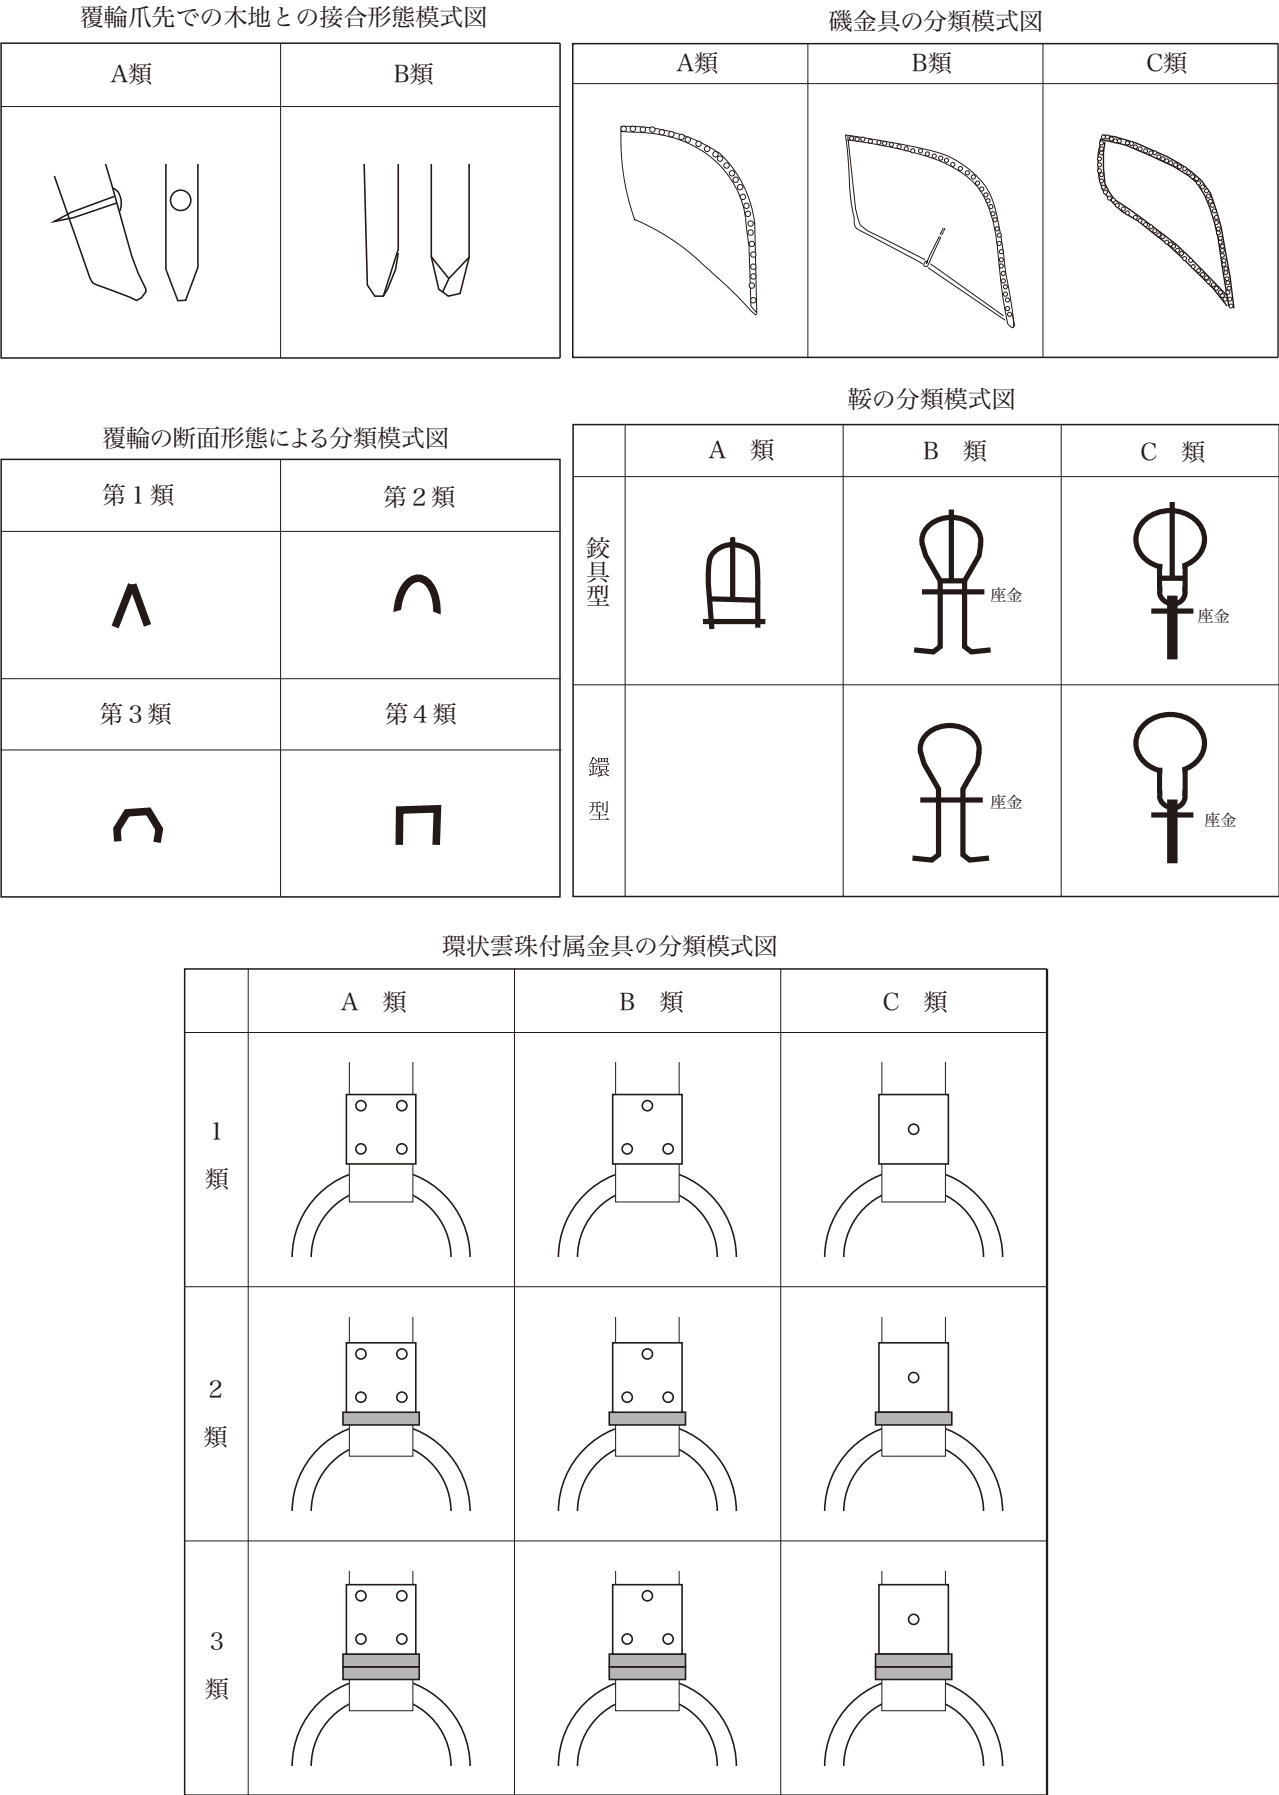 覆輪爪先での木地との接合形態模式図
A類
B類
磯金具の分類模式図
A類
B類
C類
覆輪の断面形態による分類模式図
第1類
第2類
第3類
第4類
鞍の分類模式図
A 類
B 類
C 類
鉸具型
座金
座金
鐶型
座金
座金
環状雲珠付属金具の分類模式図
A 類
B 類
C 類
1類
2類
3類